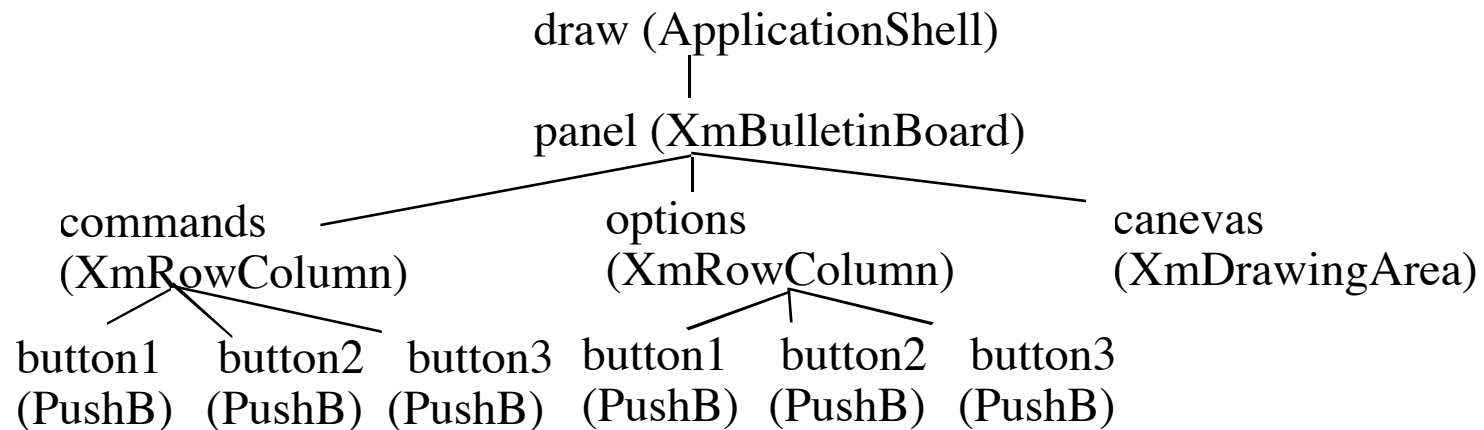 draw (ApplicationShell)
panel (XmBulletinBoard)
commands
(XmRowColumn)
options
(XmRowColumn)
canevas
(XmDrawingArea)
button1 button2 button3 button1 button2 button3
(PushB) (PushB) (PushB) (PushB) (PushB) (PushB)